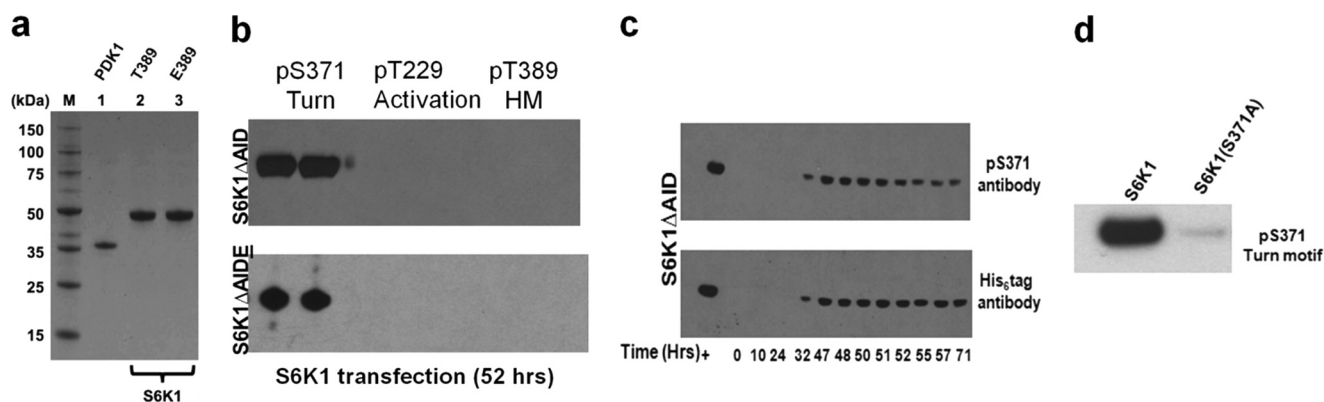 a
PDK1 T389 E389
(kDa) M 1 2 3
150
100
75
50
35
25
15
S6K1
b
pS371 pT229 pT389
Turn Activation HM
S6K1ΔAID
S6K1ΔAIDE
S6K1 transfection (52 hrs)
c
S6K1ΔAID
pS371
antibody
His6tag
antibody
Time (Hrs) + 0 10 24 32 47 48 50 51 52 55 57 71
d
S6K1 S6K1(S371A)
pS371
Turn motif